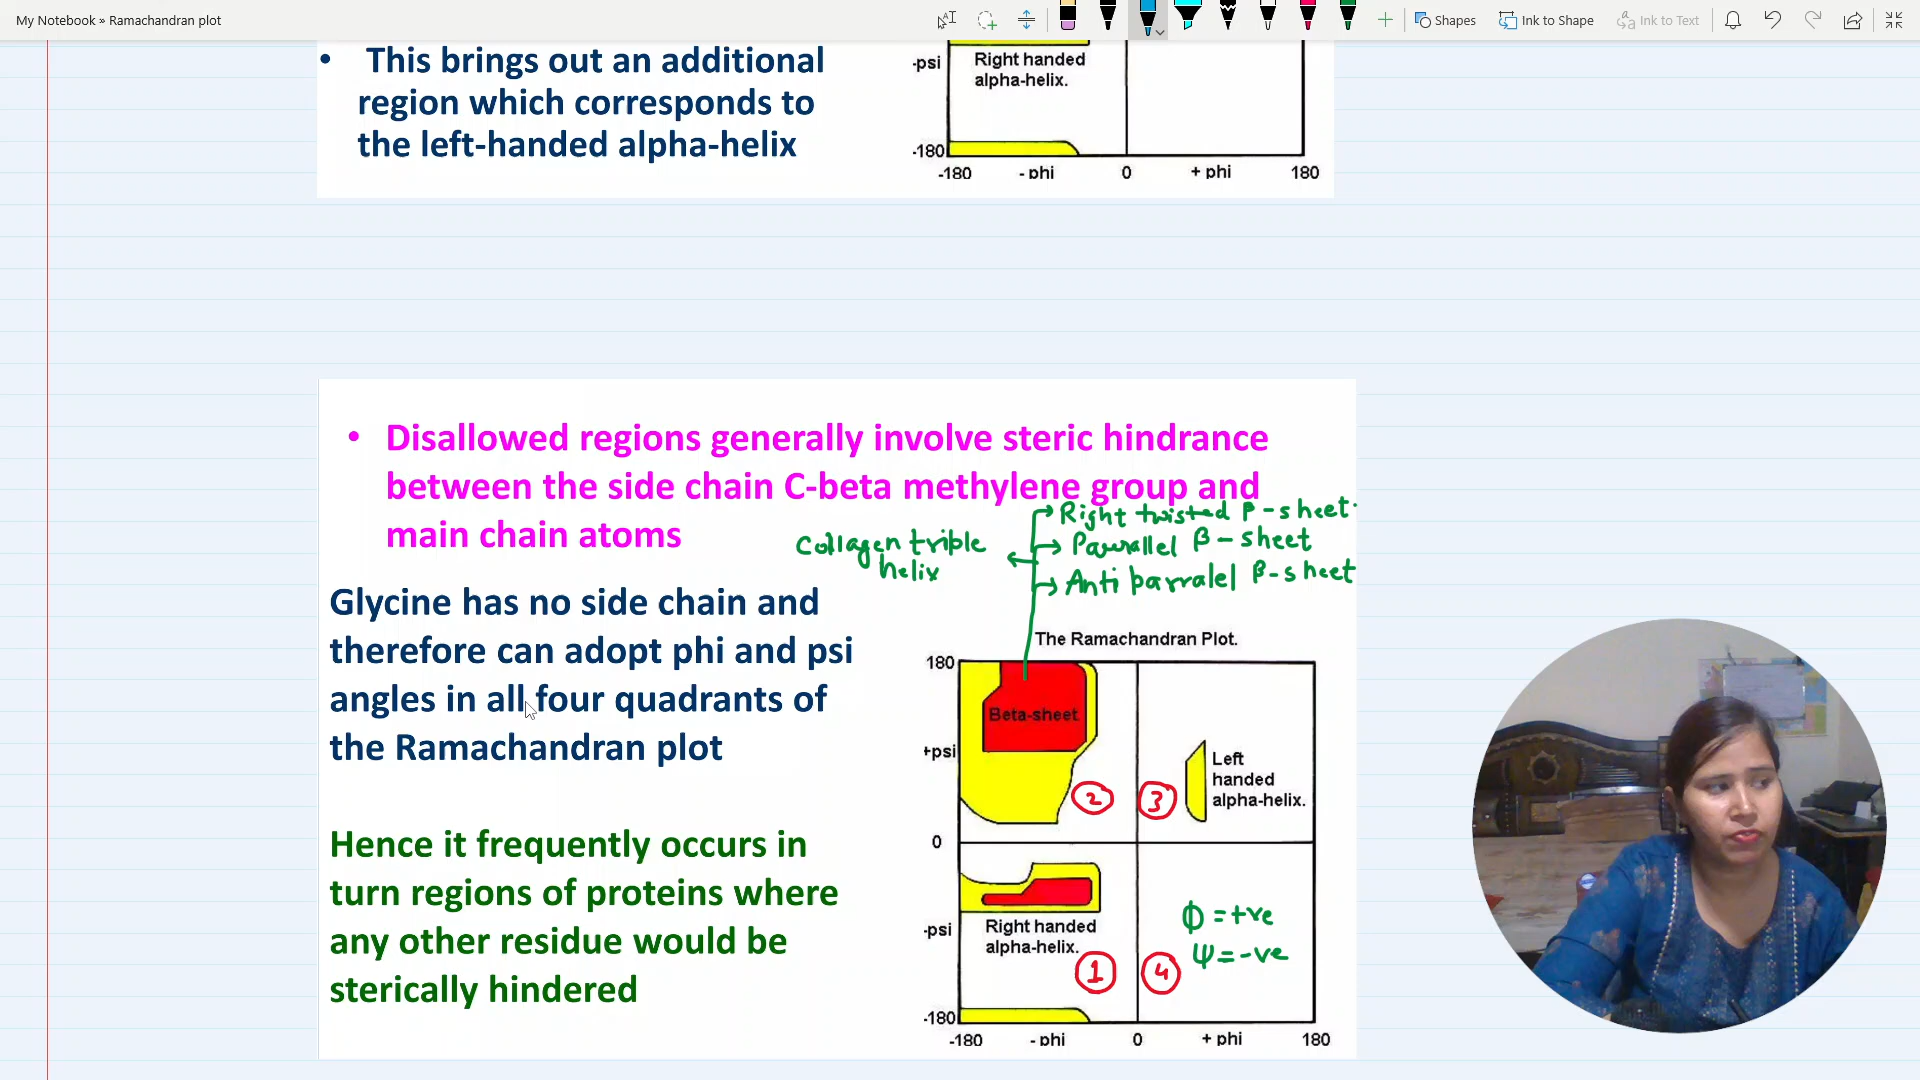 My Notebook » Ramachandran plot
Shapes
Ink to Shape
Ink to Text
• This brings out an additional
region which corresponds to
the left-handed alpha-helix
-psi
Right handed
alpha-helix.
-180
-180 - phi 0 + phi 180
• Disallowed regions generally involve steric hindrance
between the side chain C-beta methylene group and
main chain atoms
Right twisted β-sheet.
Collagen trible
helix
Parrallel β-sheet
Anti barralel β-sheet
Glycine has no side chain and
therefore can adopt phi and psi
angles in all four quadrants of
the Ramachandran plot
Hence it frequently occurs in
turn regions of proteins where
any other residue would be
sterically hindered
The Ramachandran Plot.
180
Beta-sheet
+psi
Left
handed
alpha-helix.
2
3
0
Right handed
alpha-helix.
-psi
Φ = +ve
Ψ = -ve
1
4
-180
-180 - phi 0 + phi 180